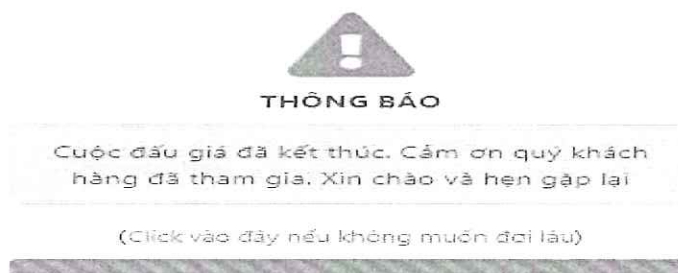 THÔNG BÁO
Cuộc đấu giá đã kết thúc. Cảm ơn quý khách
hàng đã tham gia. Xin chào và hẹn gặp lại
(Click vào đây nếu không muốn đợi lâu)